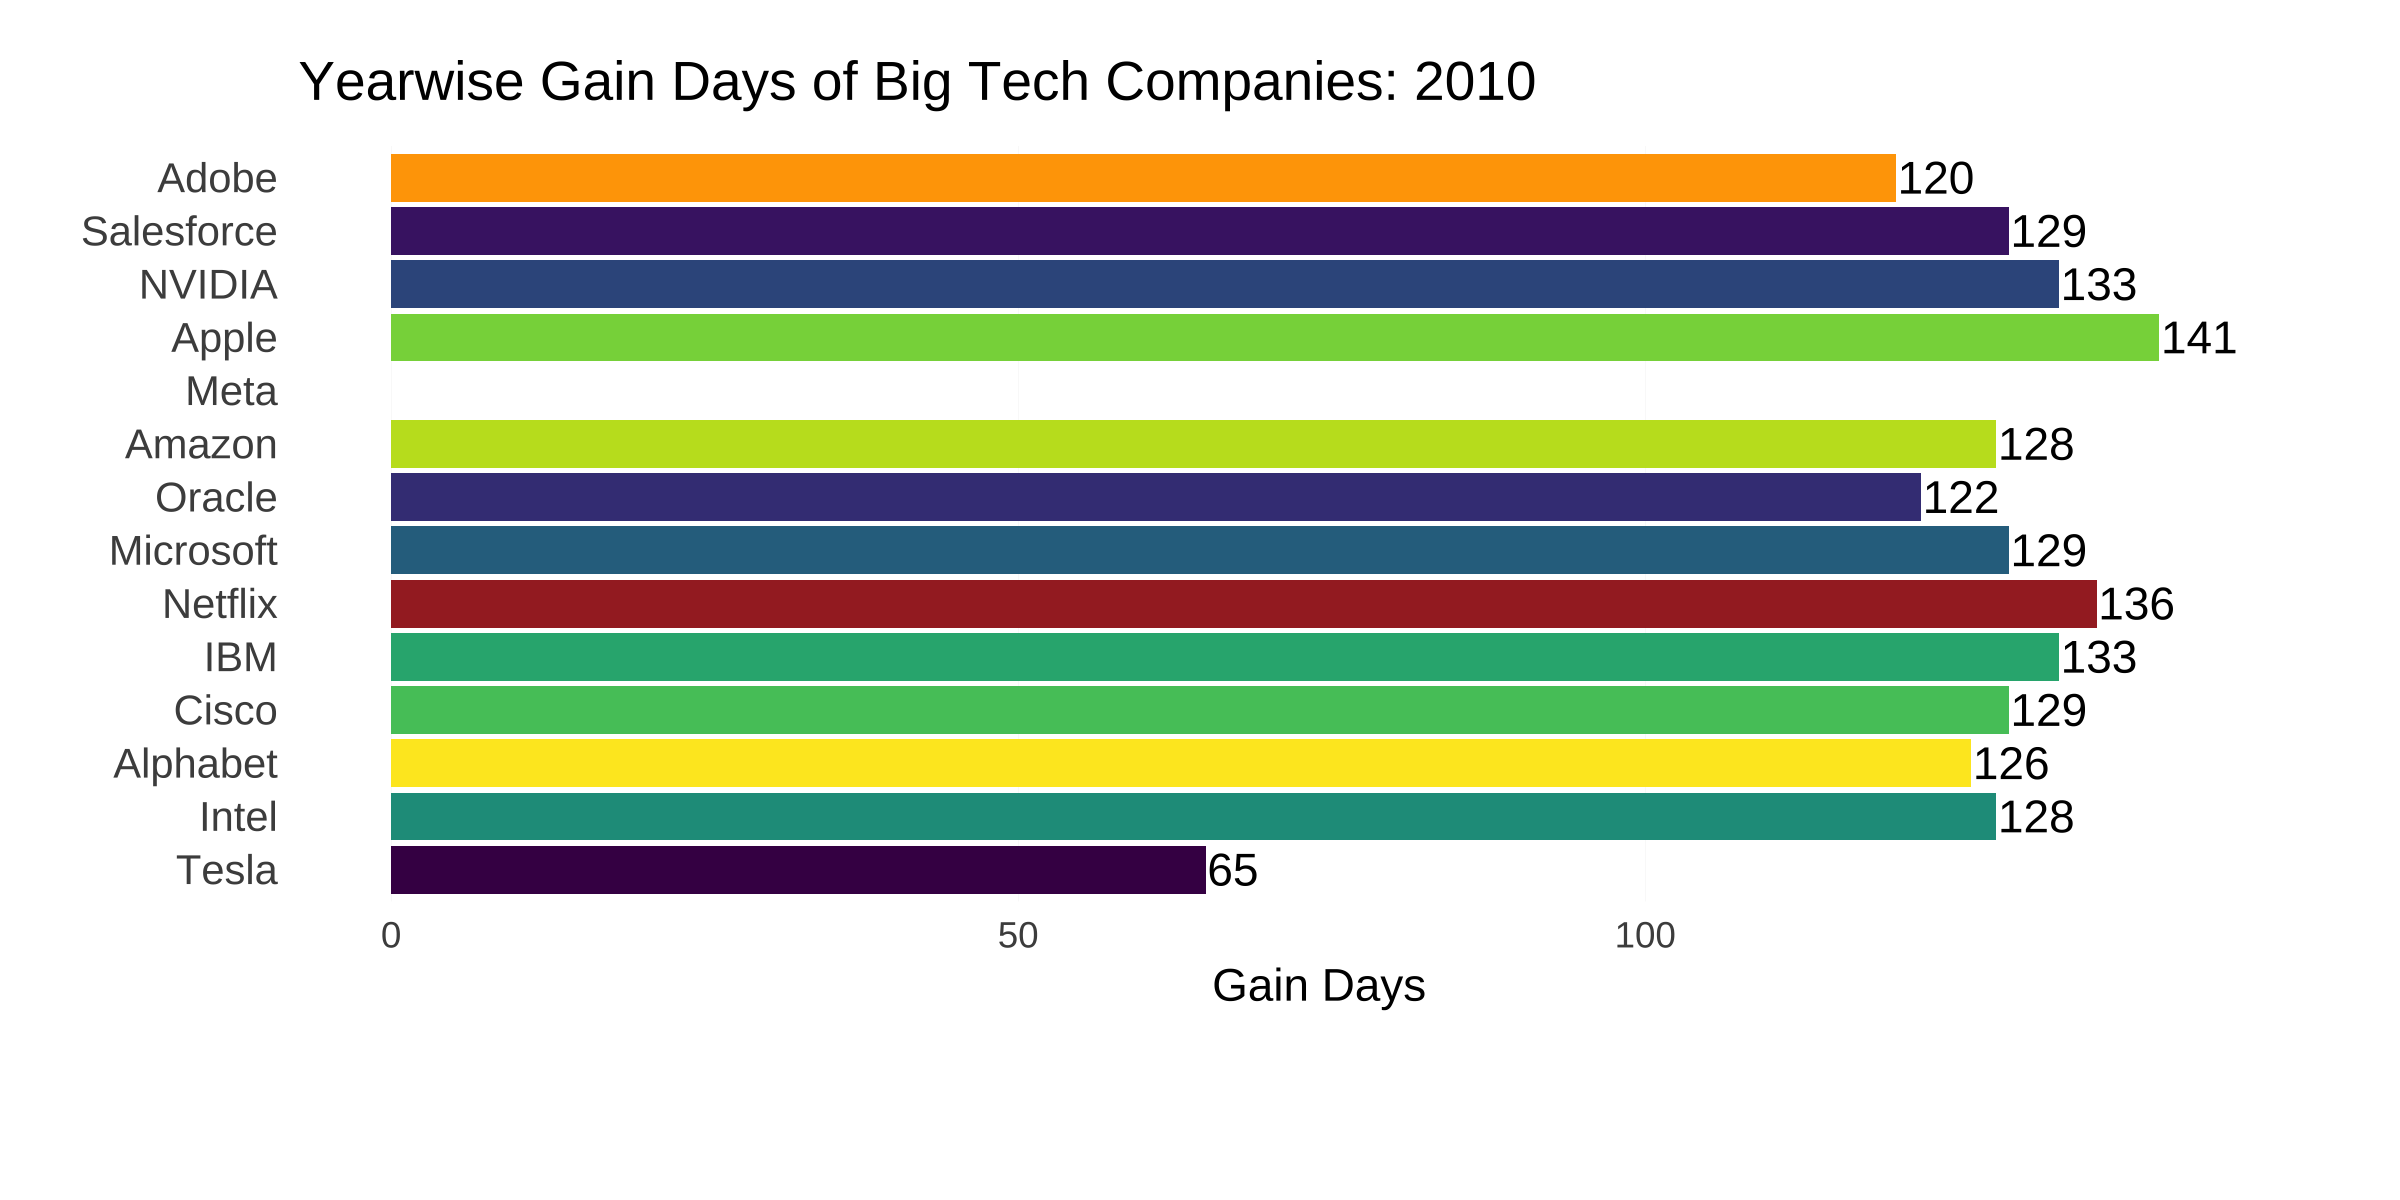 Yearwise Gain Days of Big Tech Companies: 2010
Adobe 120
Salesforce 129
NVIDIA 133
Apple 141
Meta
Amazon 128
Oracle 122
Microsoft 129
Netflix 136
IBM 133
Cisco 129
Alphabet 126
Intel 128
Tesla 65
0 50 100
Gain Days